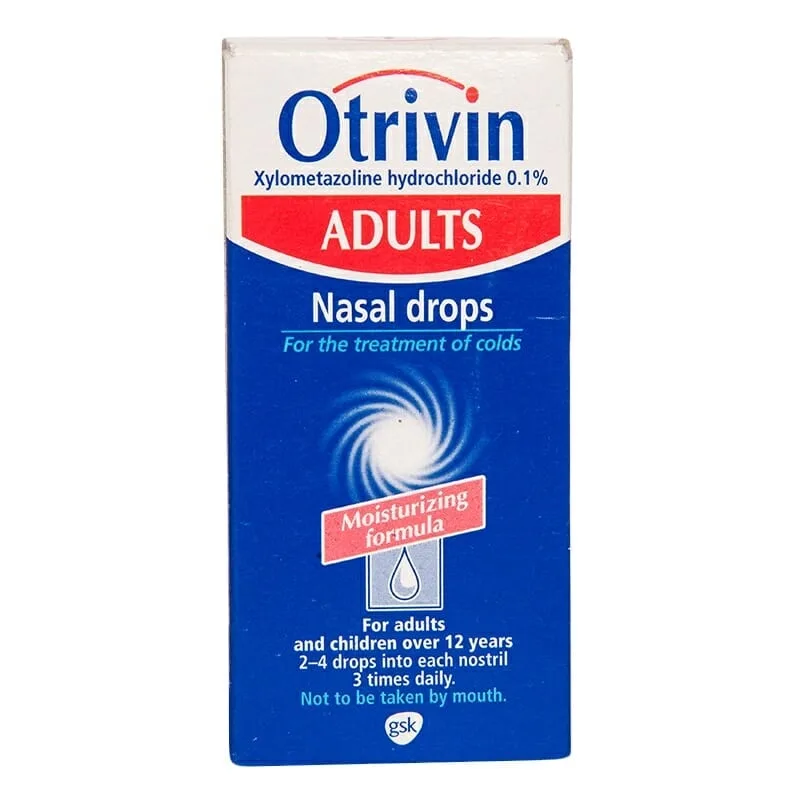 Otrivin
Xylometazoline hydrochloride 0.1%
ADULTS
Nasal drops
For the treatment of colds
Moisturizing
formula
For adults
and children over 12 years
2–4 drops into each nostril
3 times daily.
Not to be taken by mouth.
gsk